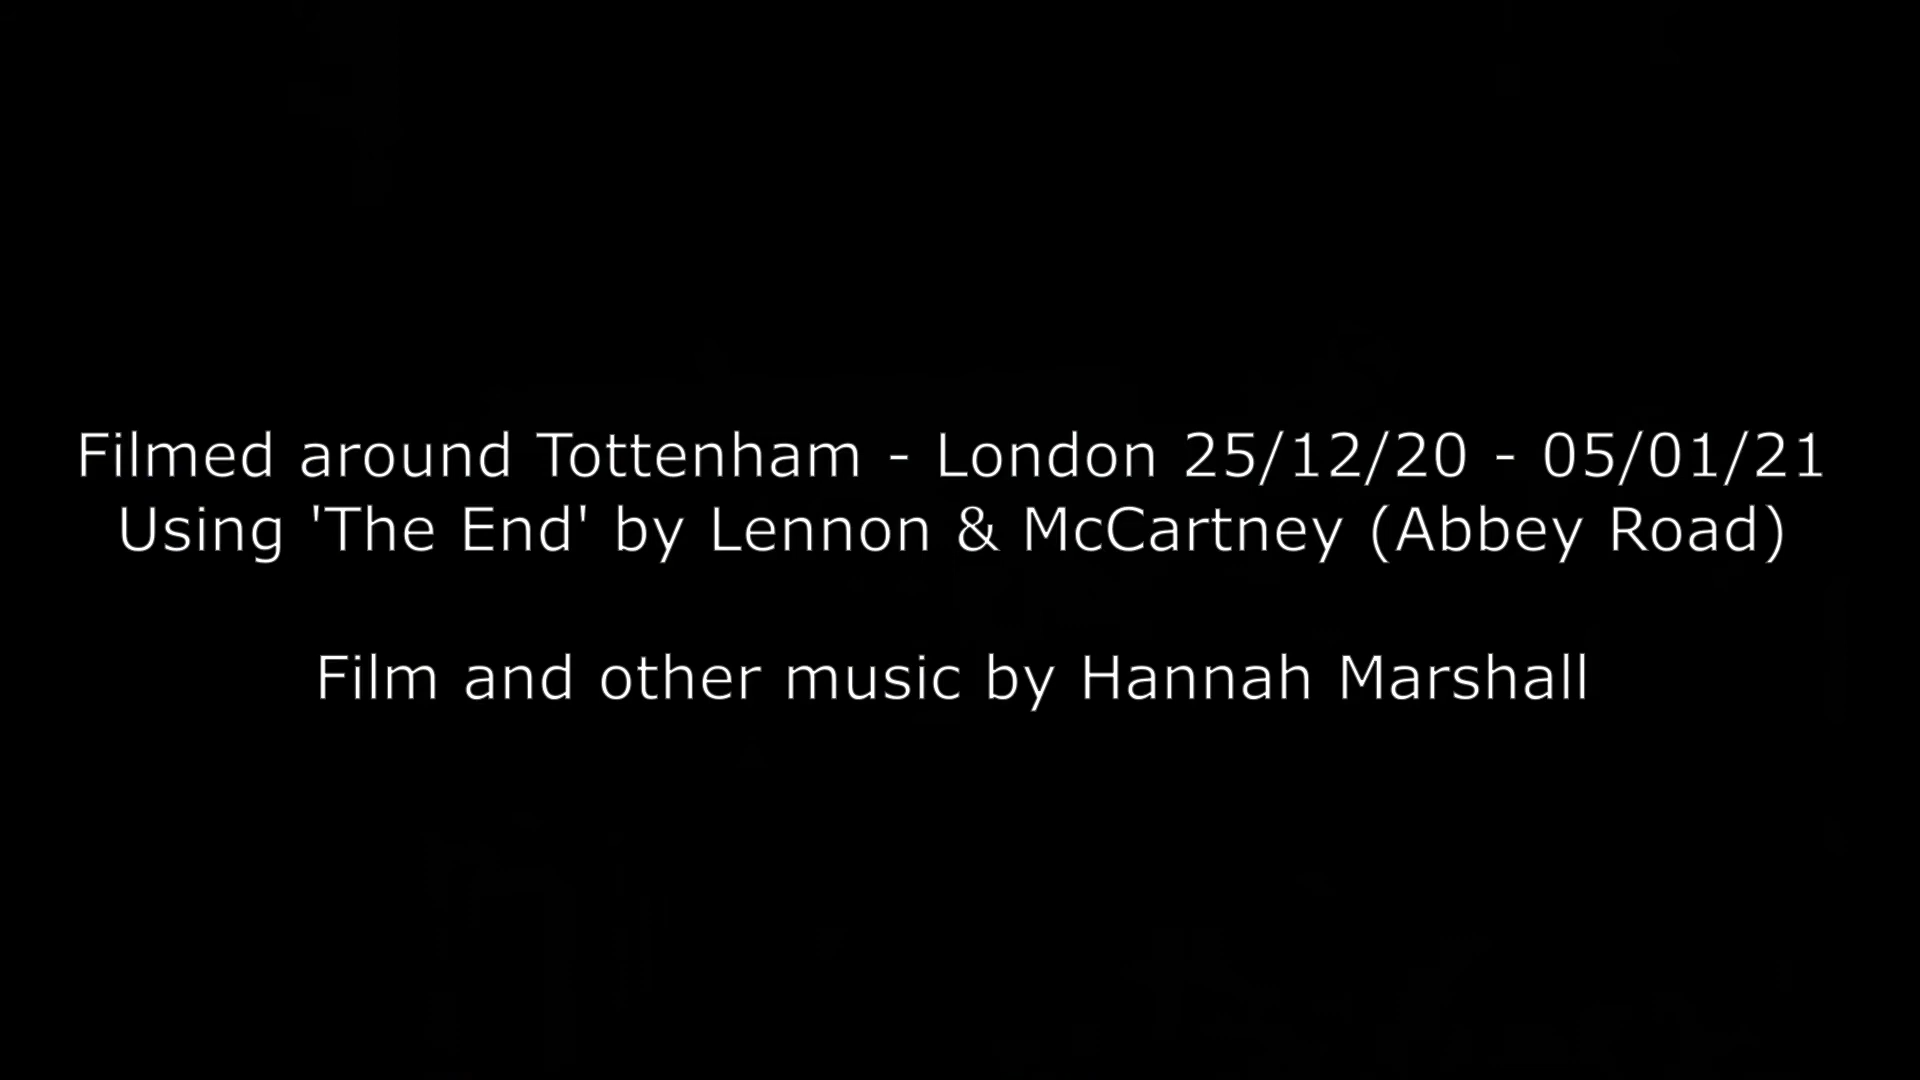 Filmed around Tottenham - London 25/12/20 - 05/01/21
Using 'The End' by Lennon & McCartney (Abbey Road)
Film and other music by Hannah Marshall